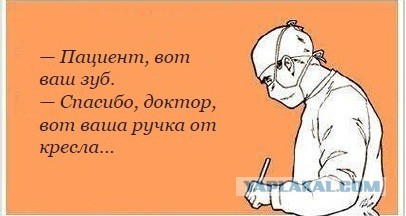 — Пациент, вот
ваш зуб.
— Спасибо, доктор,
вот ваша ручка от
кресла...
YAPLAKAL.COM